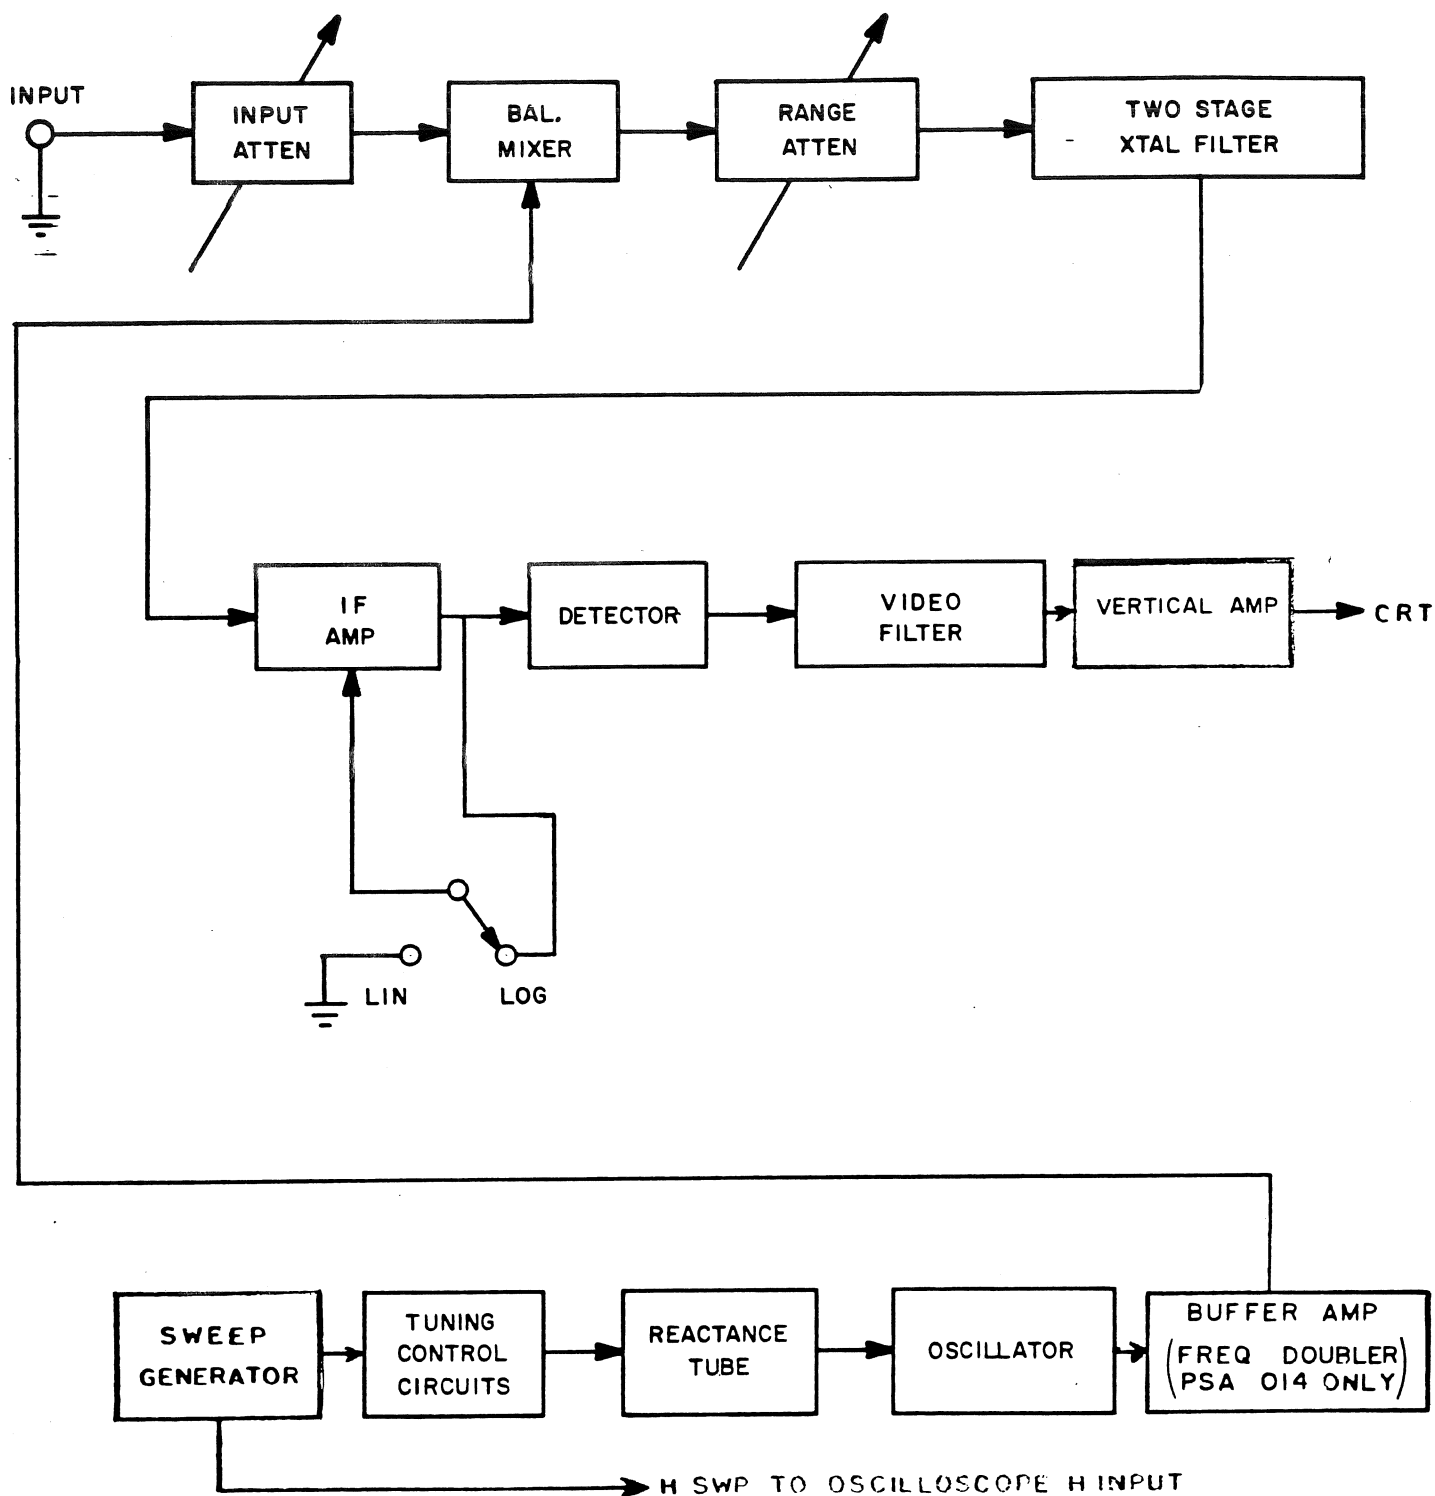 INPUT
INPUT
ATTEN
BAL.
MIXER
RANGE
ATTEN
TWO STAGE
XTAL FILTER
IF
AMP
DETECTOR
VIDEO
FILTER
VERTICAL AMP
CRT
LIN
LOG
SWEEP
GENERATOR
TUNING
CONTROL
CIRCUITS
REACTANCE
TUBE
OSCILLATOR
BUFFER AMP
(FREQ DOUBLER
PSA 014 ONLY)
H SWP TO OSCILLOSCOPE H INPUT